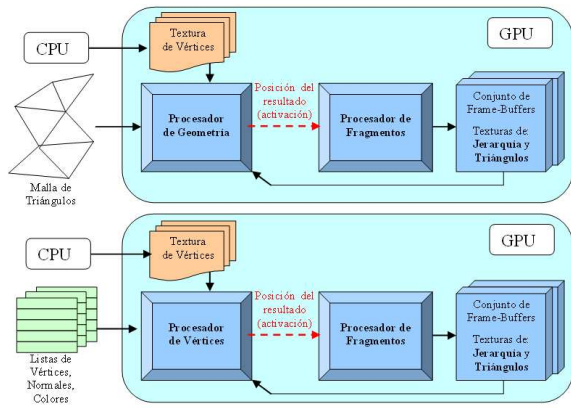 CPU
Textura
de Vértices
GPU
Posición del
resultado
(activación)
Procesador
de Geometría
Procesador de
Fragmentos
Conjunto de
Frame-Buffers
Texturas de:
Jerarquía y
Triángulos
Malla de
Triángulos
CPU
Textura
de Vértices
GPU
Posición del
resultado
(activación)
Procesador
de Vértices
Procesador de
Fragmentos
Conjunto de
Frame-Buffers
Texturas de:
Jerarquía y
Triángulos
Listas de
Vértices,
Normales,
Colores